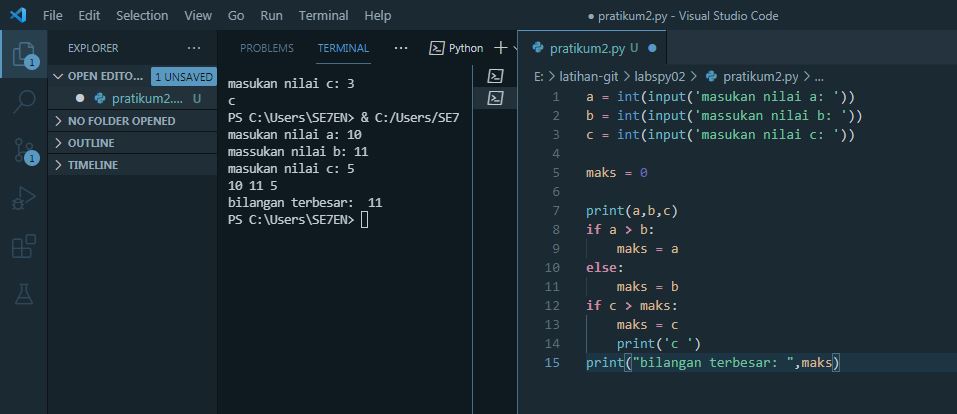 File Edit Selection View Go Run Terminal Help
● pratikum2.py - Visual Studio Code
EXPLORER ...
OPEN EDITO... 1 UNSAVED
● pratikum2.... U
NO FOLDER OPENED
OUTLINE
TIMELINE
1
1
PROBLEMS TERMINAL ... Python
masukan nilai c: 3
c
PS C:\Users\SE7EN> & C:/Users/SE7
masukan nilai a: 10
massukan nilai b: 11
masukan nilai c: 5
10 11 5
bilangan terbesar:  11
PS C:\Users\SE7EN>
pratikum2.py U ●
E: > latihan-git > labspy02 > pratikum2.py > ...
1 a = int(input('masukan nilai a: '))
2 b = int(input('massukan nilai b: '))
3 c = int(input('masukan nilai c: '))
4
5 maks = 0
6
7 print(a,b,c)
8 if a > b:
9     maks = a
10 else:
11     maks = b
12 if c > maks:
13     maks = c
14     print('c ')
15 print("bilangan terbesar: ",maks)